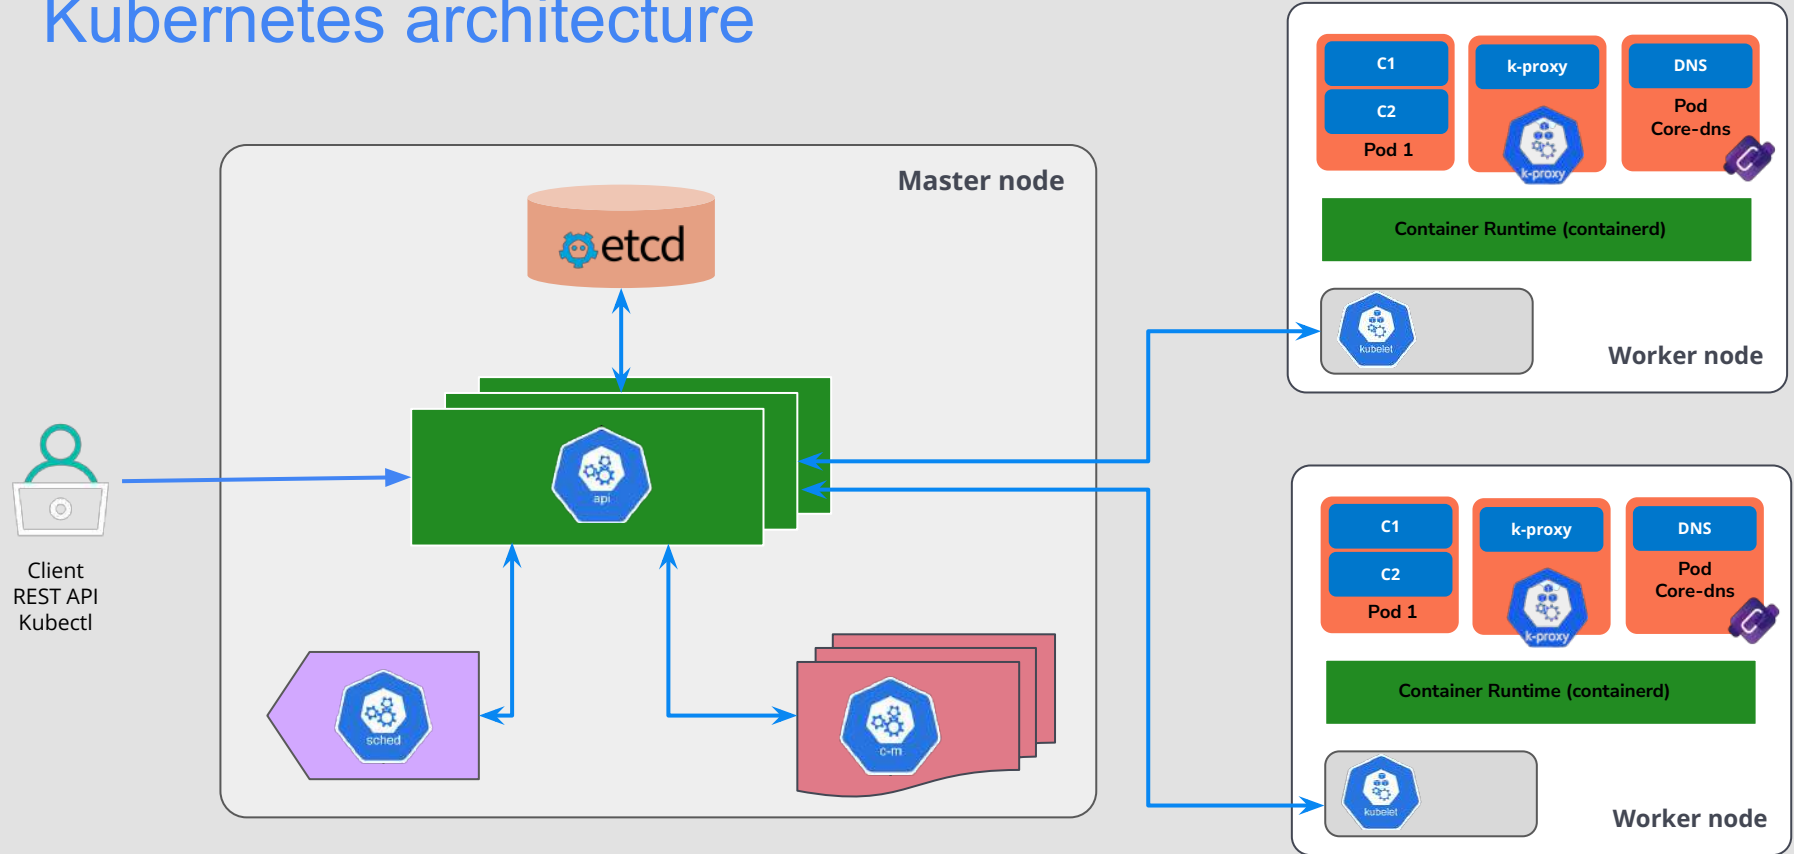 Kubernetes architecture
Master node
etcd
api
sched
c-m
Client
REST API
Kubectl
C1
C2
Pod 1
k-proxy
k-proxy
DNS
Pod
Core-dns
Container Runtime (containerd)
kubelet
Worker node
C1
C2
Pod 1
k-proxy
k-proxy
DNS
Pod
Core-dns
Container Runtime (containerd)
kubelet
Worker node